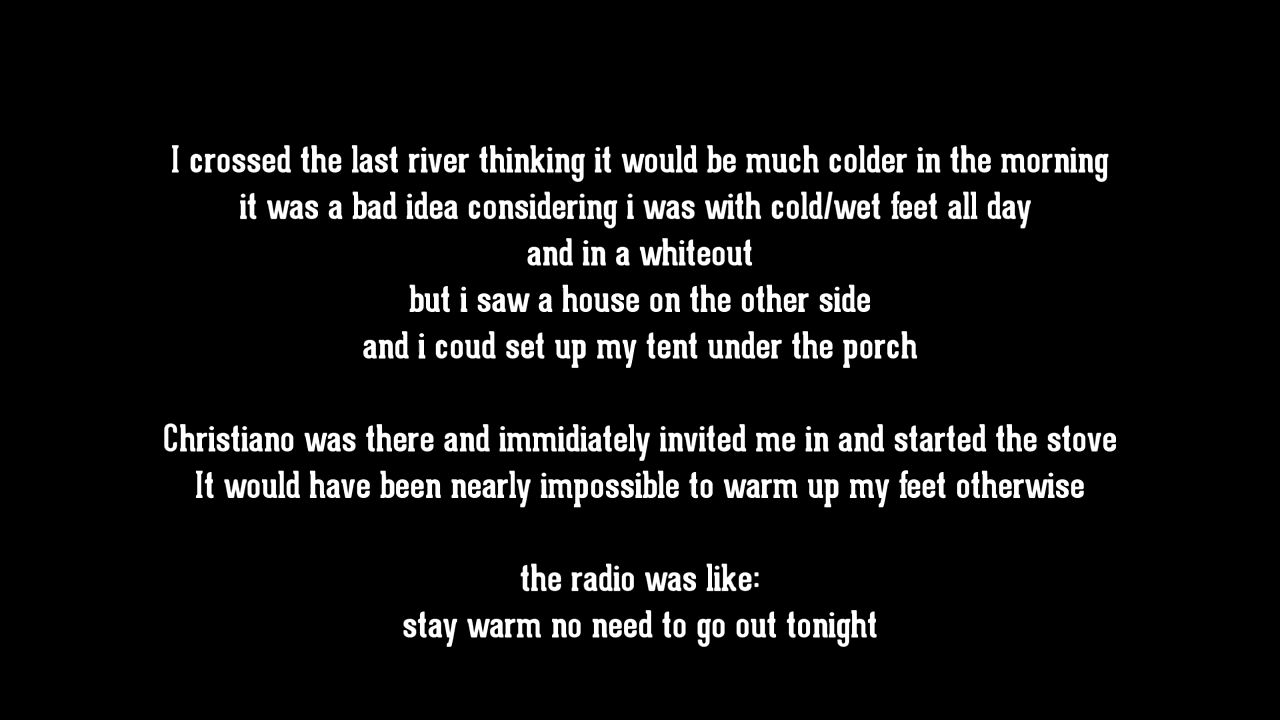 I crossed the last river thinking it would be much colder in the morning
it was a bad idea considering i was with cold/wet feet all day
and in a whiteout
but i saw a house on the other side
and i coud set up my tent under the porch
Christiano was there and immidiately invited me in and started the stove
It would have been nearly impossible to warm up my feet otherwise
the radio was like:
stay warm no need to go out tonight